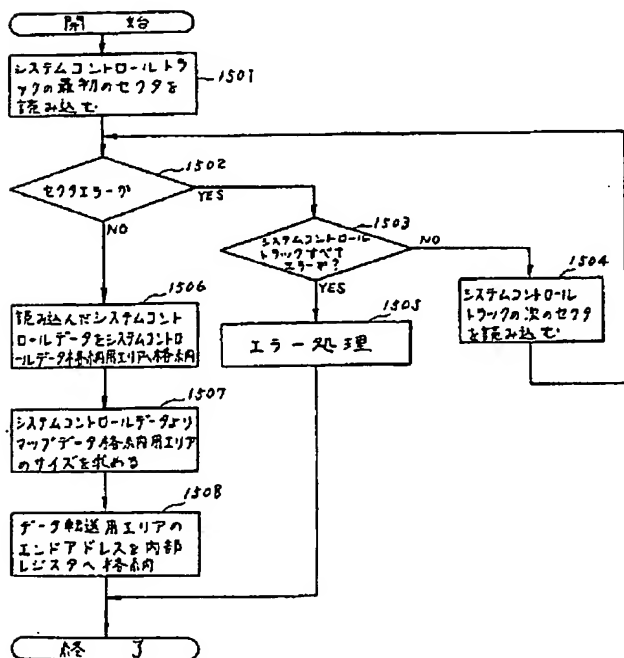 開 始
システムコントロールト
ラックの最初のセクタを
読み込む
1501
1502
セクタエラーか
YES
NO
1503
システムコントロール
トラックすべて
エラーか?
NO
YES
1504
システムコントロール
トラックの次のセクタ
を読み込む
1505
エラー処理
1506
読み込んだシステムコント
ロールデータをシステムコントロ
ールデータ格納用エリアへ格納
1507
システムコントロールデータより
マップデータ格納用エリア
のサイズを求める
1508
データ転送用エリアの
エンドアドレスを内部
レジスタへ格納
終 了